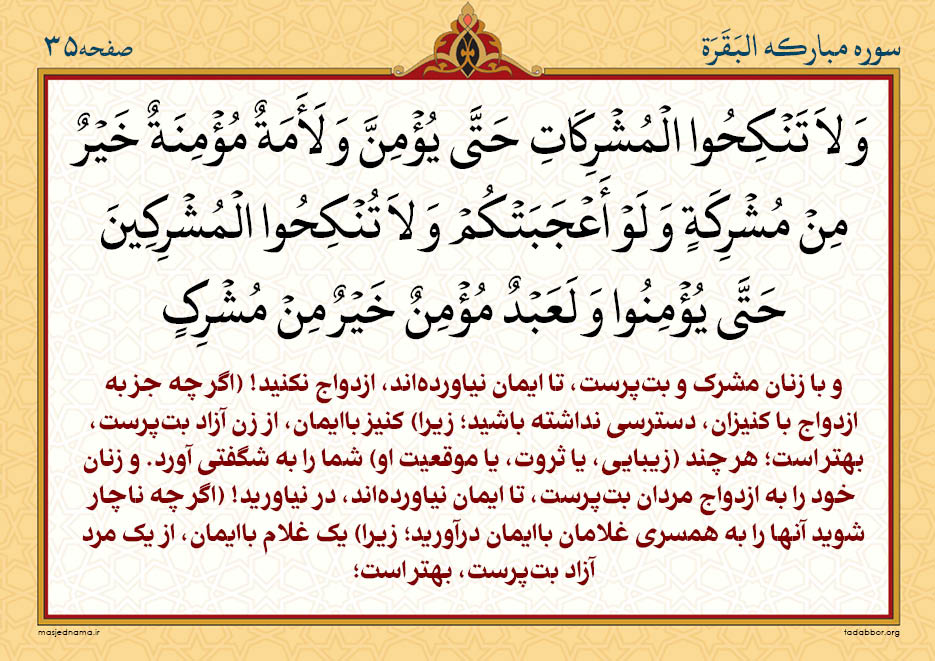 سوره مبارکه البَقَرَة
صفحه۳۵
وَ لاَ تَنْكِحُوا الْمُشْرِكَاتِ حَتَّى يُؤْمِنَّ وَ لَأَمَةٌ مُؤْمِنَةٌ خَيْرٌ
مِنْ مُشْرِكَةٍ وَ لَوْ أَعْجَبَتْكُمْ وَ لاَ تُنْكِحُوا الْمُشْرِكِينَ
حَتَّى يُؤْمِنُوا وَ لَعَبْدٌ مُؤْمِنٌ خَيْرٌ مِنْ مُشْرِكٍ
و با زنان مشرک و بت‌پرست، تا ایمان نیاورده‌اند، ازدواج نکنید! (اگر چه جز به
ازدواج با کنیزان، دسترسی نداشته باشید؛ زیرا) کنیز باایمان، از زن آزاد بت‌پرست،
بهتر است؛ هر چند (زیبایی، یا ثروت، یا موقعیت او) شما را به شگفتی آورد. و زنان
خود را به ازدواج مردان بت‌پرست، تا ایمان نیاورده‌اند، در نیاورید! (اگر چه ناچار
شوید آنها را به همسری غلامان باایمان درآورید؛ زیرا) یک غلام باایمان، از یک مرد
آزاد بت‌پرست، بهتر است؛
masjednama.ir
tadabbor.org